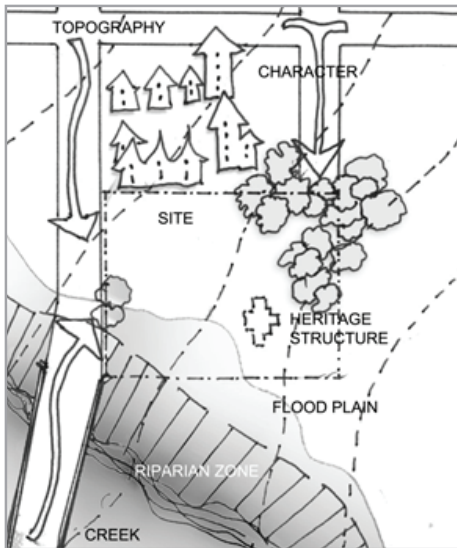 TOPOGRAPHY
CHARACTER
SITE
HERITAGE
STRUCTURE
FLOOD PLAIN
RIPARIAN ZONE
CREEK